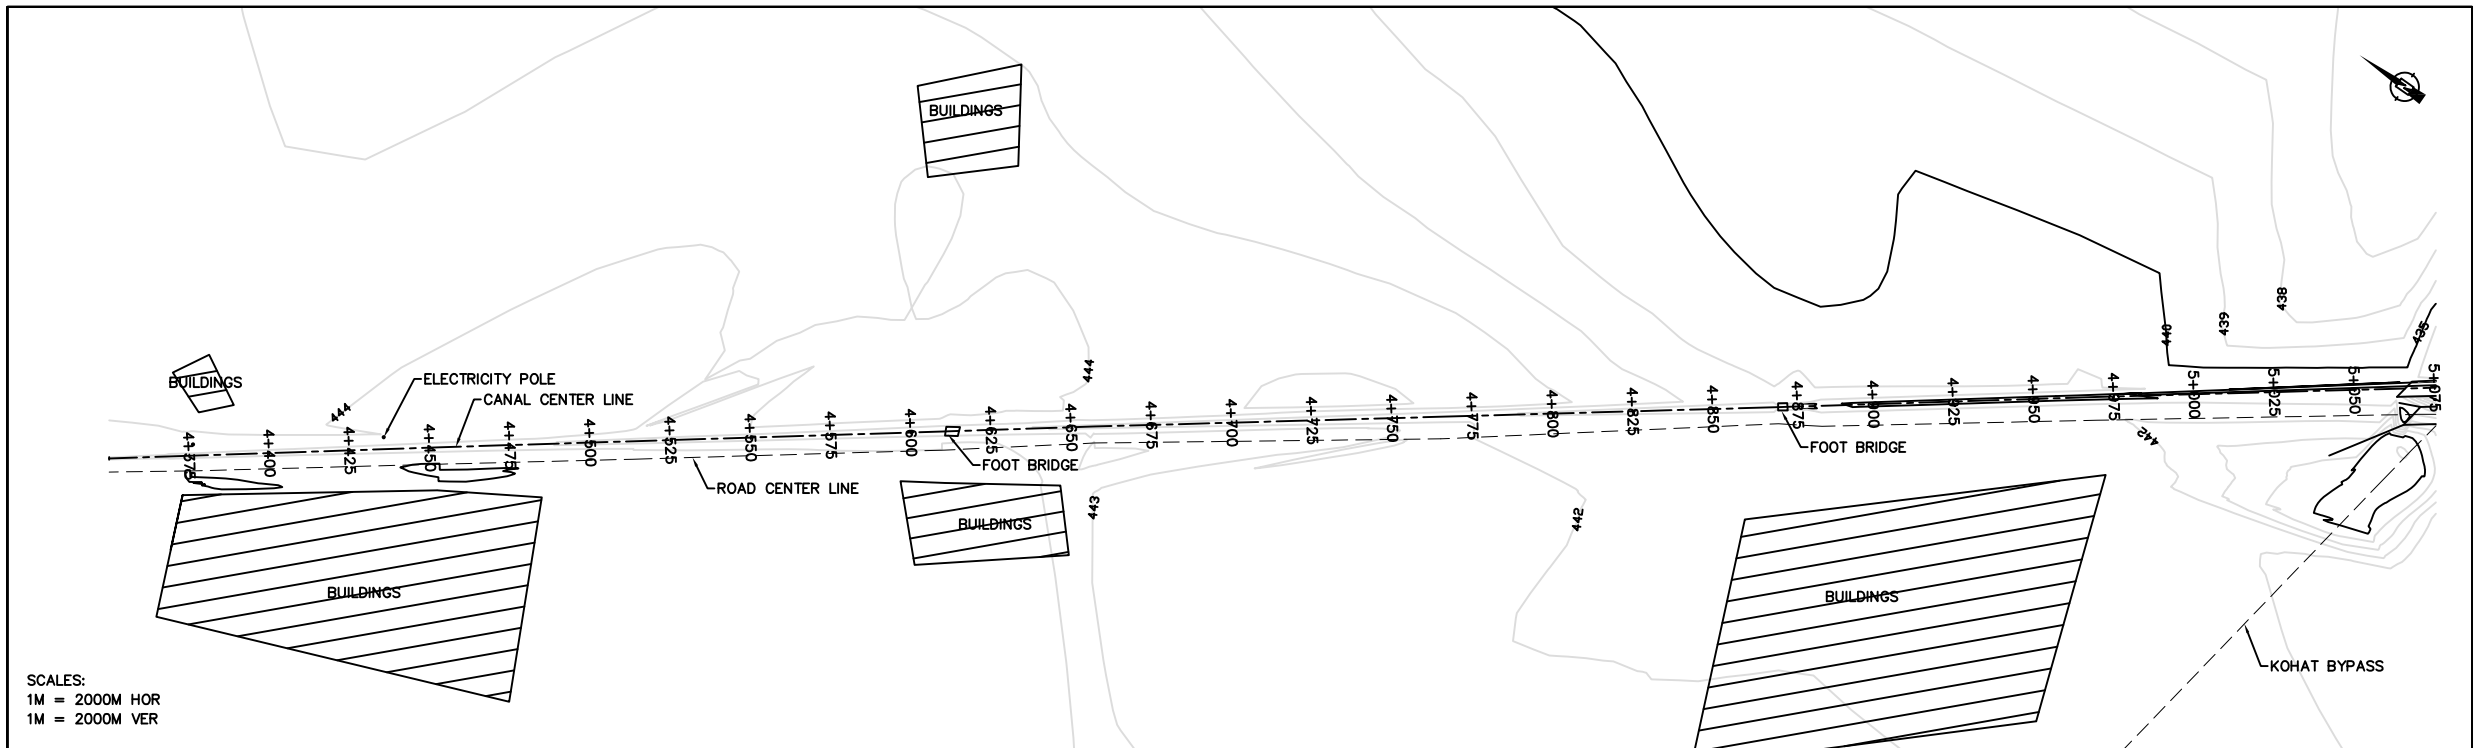 BUILDINGS
438
439
440
435
444
BUILDINGS
ELECTRICITY POLE
CANAL CENTER LINE
444
4+375
4+400
4+425
4+450
4+475
4+500
4+525
4+550
4+575
4+600
4+625
4+650
4+675
4+700
4+725
4+750
4+775
4+800
4+825
4+850
4+875
4+900
4+925
4+950
4+975
5+000
5+025
5+050
5+075
442
FOOT BRIDGE
FOOT BRIDGE
ROAD CENTER LINE
443
442
BUILDINGS
BUILDINGS
BUILDINGS
KOHAT BYPASS
SCALES:
1M = 2000M HOR
1M = 2000M VER